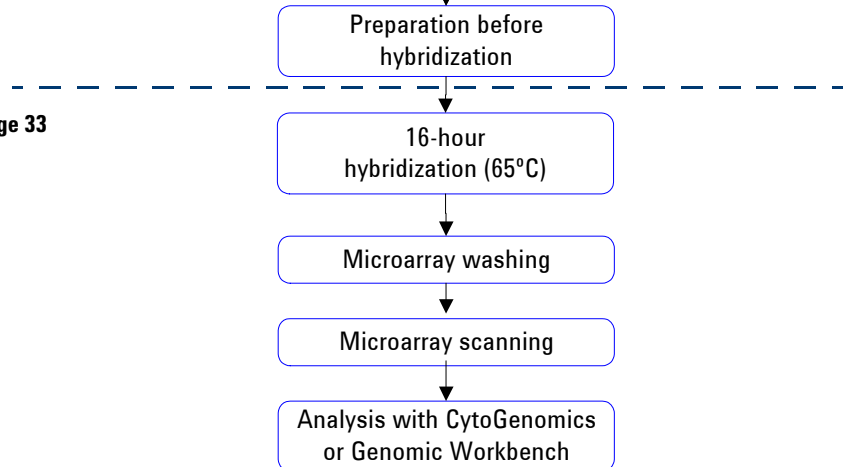 Preparation before
hybridization
ge 33
16-hour
hybridization (65ºC)
Microarray washing
Microarray scanning
Analysis with CytoGenomics
or Genomic Workbench